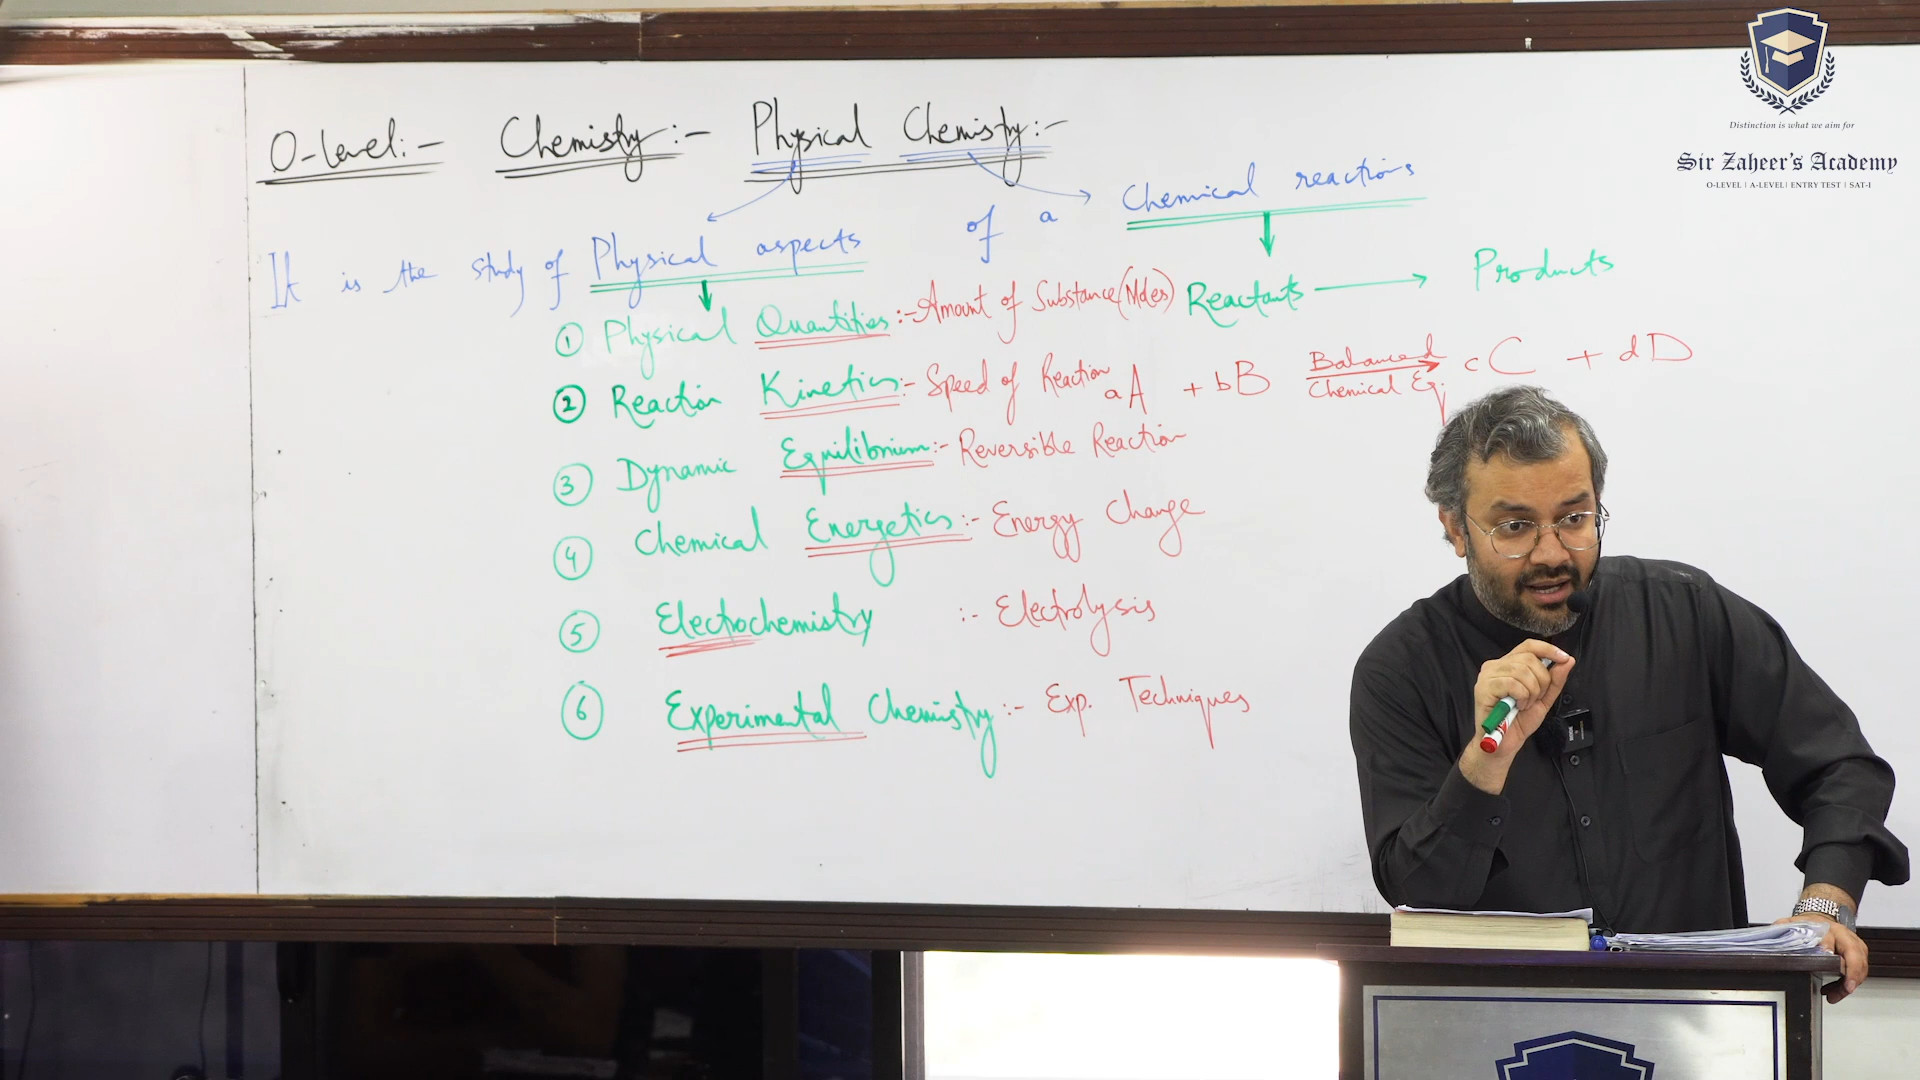 O-level:- Chemistry:- Physical Chemistry:-
It is the study of Physical aspects of a Chemical reactions
Reactants → Products
① Physical Quantities:- Amount of Substance (Moles)
② Reaction Kinetics:- Speed of Reaction
aA + bB Balanced Chemical Eq. cC + dD
③ Dynamic Equilibrium:- Reversible Reaction
④ Chemical Energetics:- Energy Change
⑤ Electrochemistry :- Electrolysis
⑥ Experimental Chemistry:- Exp. Techniques
Distinction is what we aim for
Sir Zaheer's Academy
O-LEVEL | A-LEVEL | ENTRY TEST | SAT-I